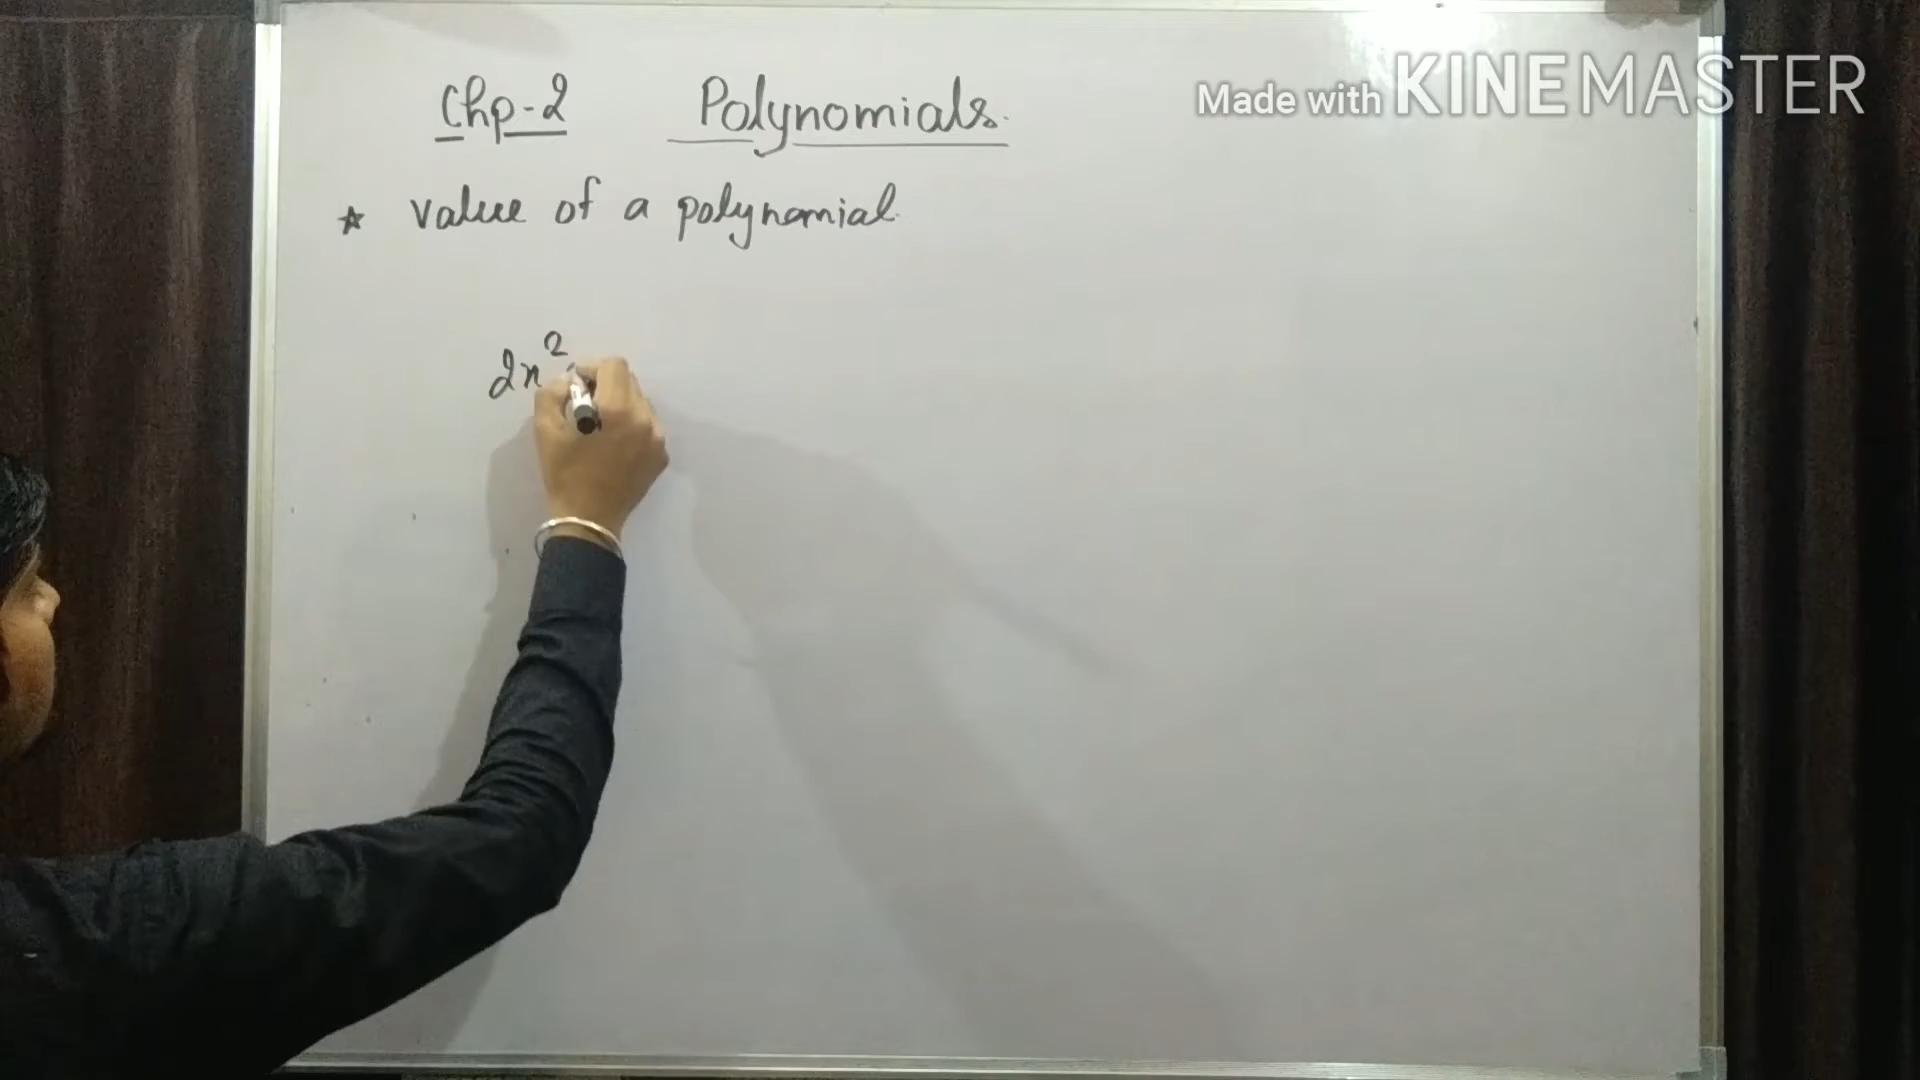 Chp-2 Polynomials.
Made with KINEMASTER
★ value of a polynomial.
2x²